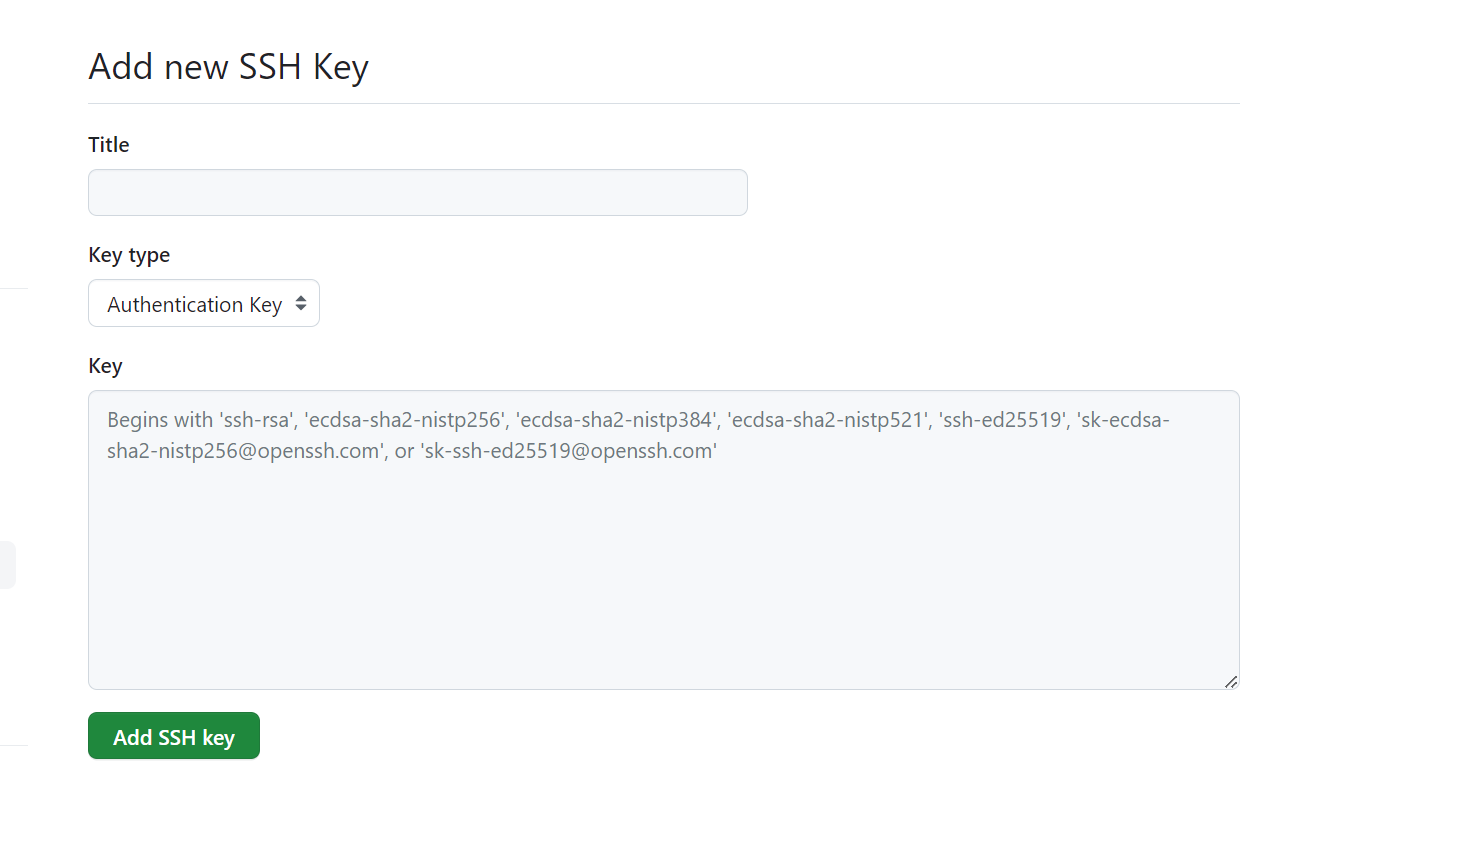 Add new SSH Key
Title
Key type
Authentication Key
Key
Begins with 'ssh-rsa', 'ecdsa-sha2-nistp256', 'ecdsa-sha2-nistp384', 'ecdsa-sha2-nistp521', 'ssh-ed25519', 'sk-ecdsa-
sha2-nistp256@openssh.com', or 'sk-ssh-ed25519@openssh.com'
Add SSH key